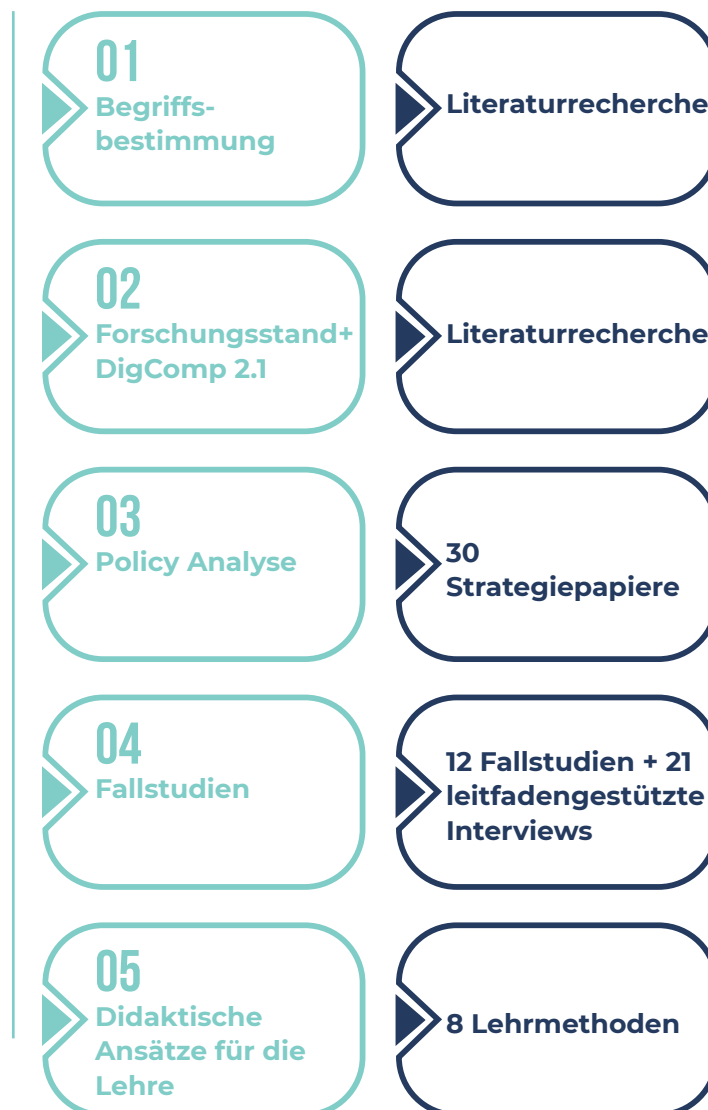 01
Begriffs-
bestimmung
Literaturrecherche
02
Forschungsstand+
DigComp 2.1
Literaturrecherche
03
Policy Analyse
30
Strategiepapiere
04
Fallstudien
12 Fallstudien + 21
leitfadengestützte
Interviews
05
Didaktische
Ansätze für die
Lehre
8 Lehrmethoden